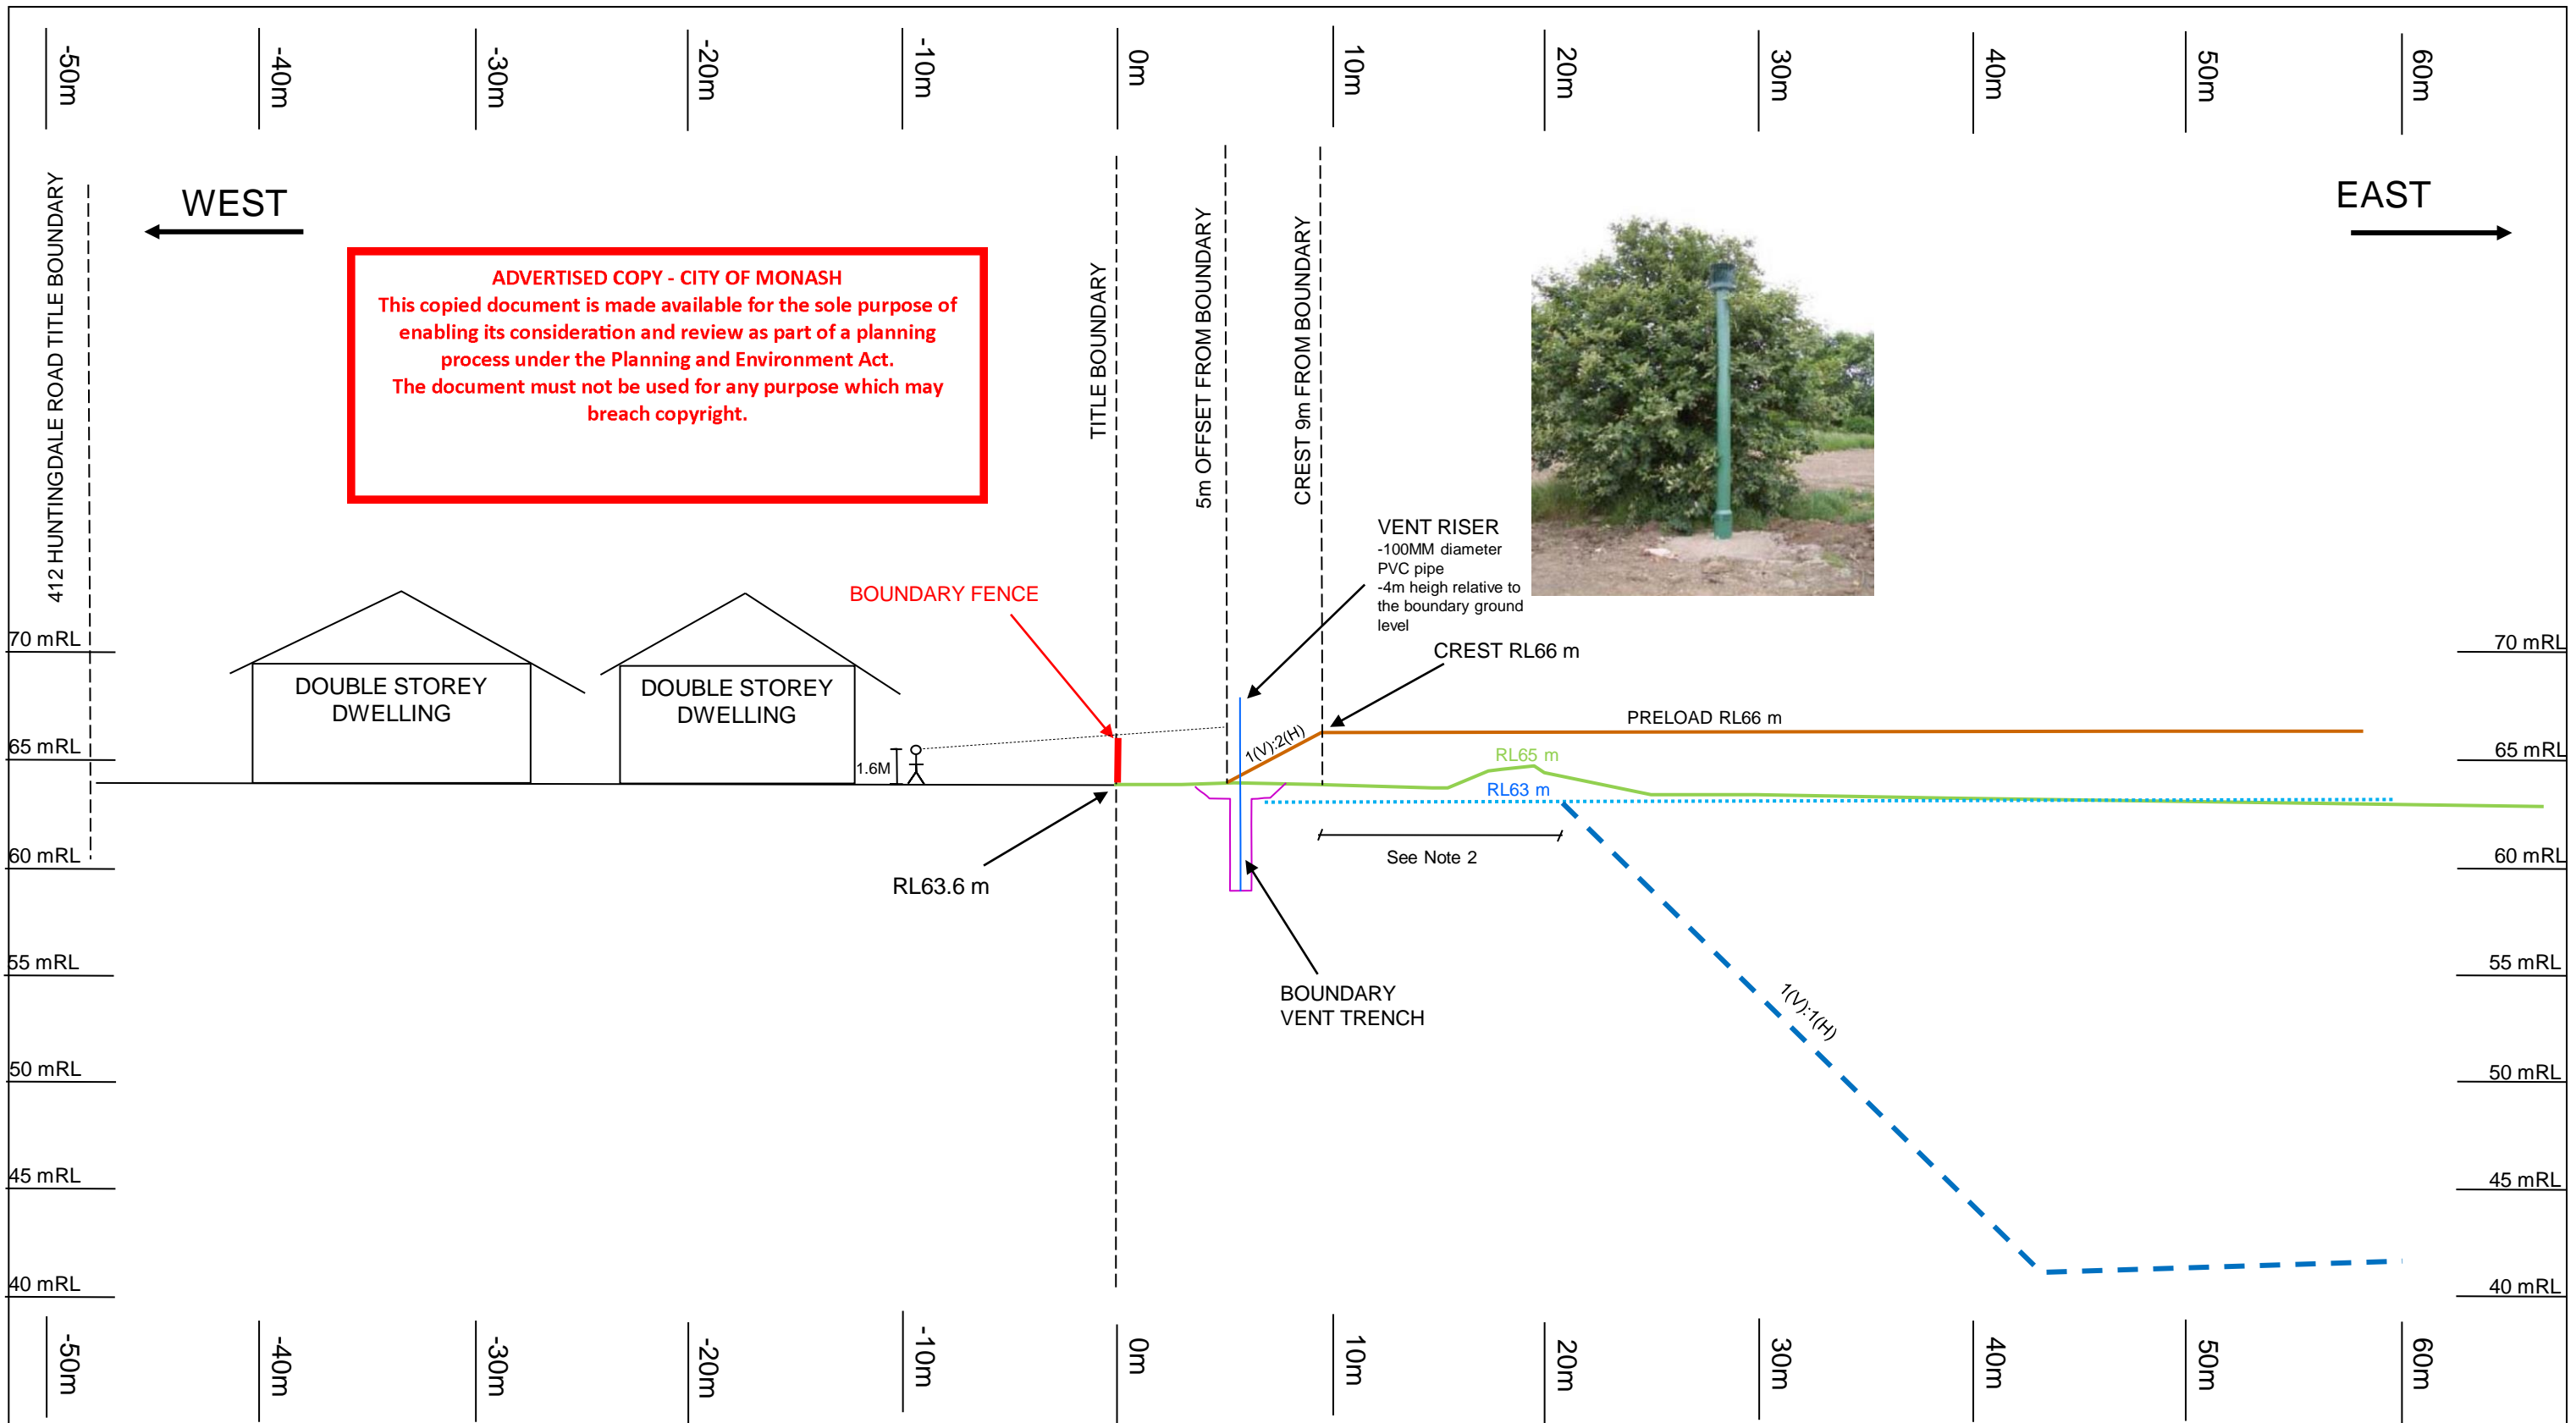 -50m
-40m
-30m
-20m
-10m
0m
10m
20m
30m
40m
50m
60m
412 HUNTINGDALE ROAD TITLE BOUNDARY
WEST
EAST
ADVERTISED COPY - CITY OF MONASH
This copied document is made available for the sole purpose of
enabling its consideration and review as part of a planning
process under the Planning and Environment Act.
The document must not be used for any purpose which may
breach copyright.
TITLE BOUNDARY
5m OFFSET FROM BOUNDARY
CREST 9m FROM BOUNDARY
VENT RISER
-100MM diameter
PVC pipe
-4m heigh relative to
the boundary ground
level
BOUNDARY FENCE
CREST RL66 m
70 mRL
70 mRL
DOUBLE STOREY
DWELLING
DOUBLE STOREY
DWELLING
PRELOAD RL66 m
1(V):2(H)
65 mRL
65 mRL
1.6M
RL65 m
RL63 m
See Note 2
60 mRL
60 mRL
RL63.6 m
55 mRL
55 mRL
BOUNDARY
VENT TRENCH
1(V):1(H)
50 mRL
50 mRL
45 mRL
45 mRL
40 mRL
40 mRL
-50m
-40m
-30m
-20m
-10m
0m
10m
20m
30m
40m
50m
60m